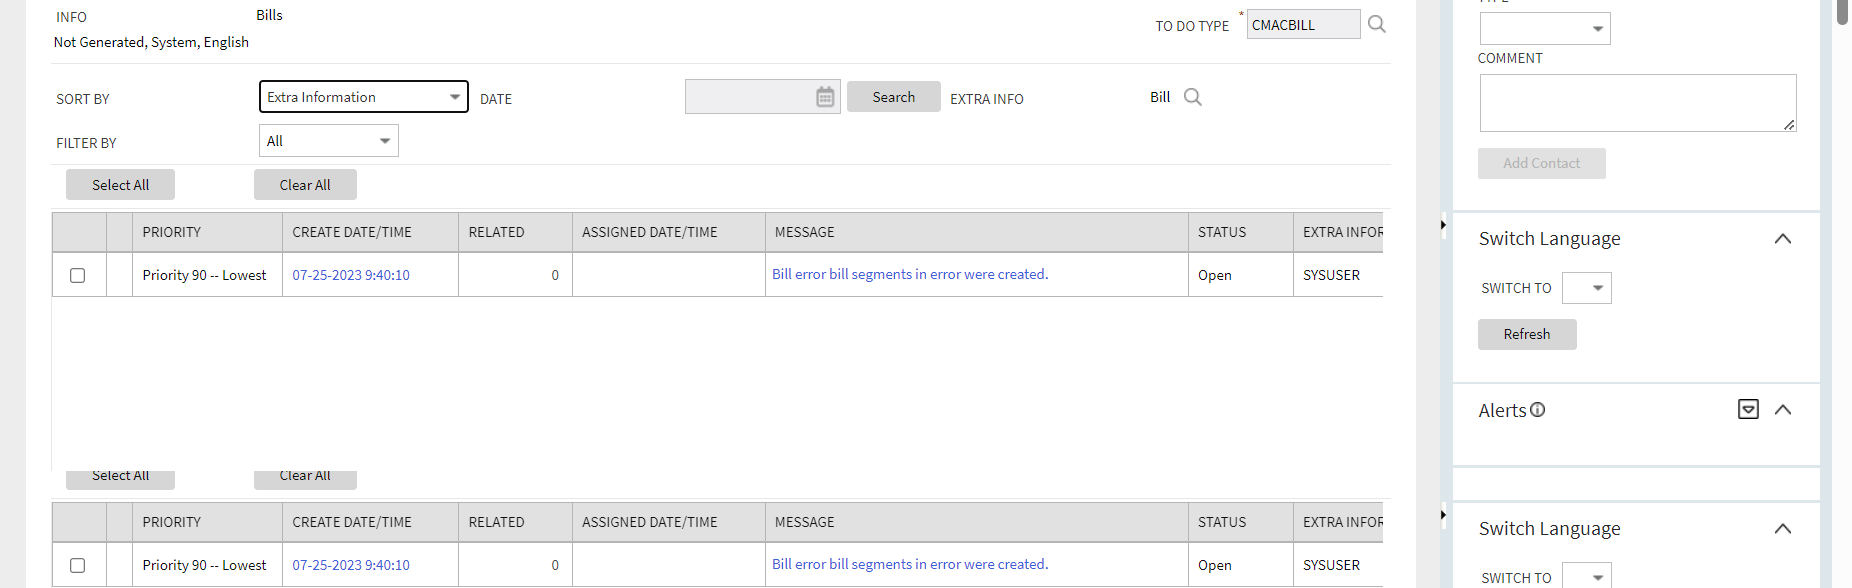 INFO Bills
Not Generated, System, English
TO DO TYPE * CMACBILL
SORT BY Extra Information DATE Search EXTRA INFO Bill
FILTER BY All
Select All Clear All
PRIORITY CREATE DATE/TIME RELATED ASSIGNED DATE/TIME MESSAGE STATUS EXTRA INFOR
Priority 90 -- Lowest 07-25-2023 9:40:10 0 Bill error bill segments in error were created. Open SYSUSER
Select All Clear All
PRIORITY CREATE DATE/TIME RELATED ASSIGNED DATE/TIME MESSAGE STATUS EXTRA INFOR
Priority 90 -- Lowest 07-25-2023 9:40:10 0 Bill error bill segments in error were created. Open SYSUSER
COMMENT
Add Contact
Switch Language
SWITCH TO
Refresh
Alerts
Switch Language
SWITCH TO